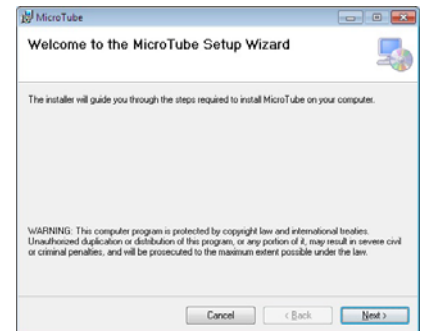 MicroTube
Welcome to the MicroTube Setup Wizard
The installer will guide you through the steps required to install MicroTube on your computer.
WARNING: This computer program is protected by copyright law and international treaties.
Unauthorized duplication or distribution of this program, or any portion of it, may result in severe civil
or criminal penalties, and will be prosecuted to the maximum extent possible under the law.
Cancel < Back Next >